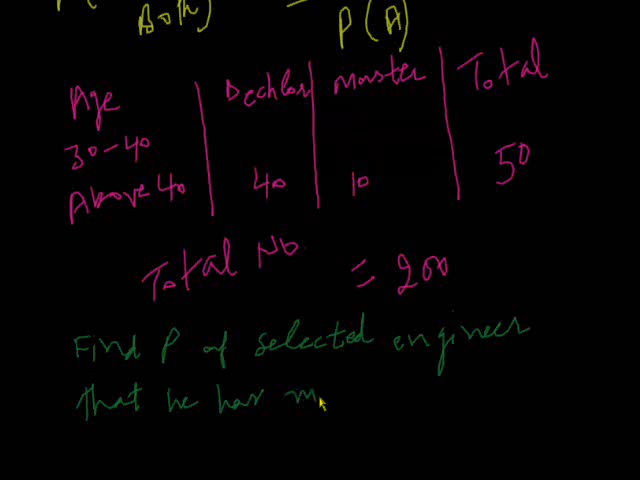 Both) =
P(A)
Age Bechlor Master Total
30-40
Above 40 40 10 50
Total No = 200
Find P of selected engineer
that he has m